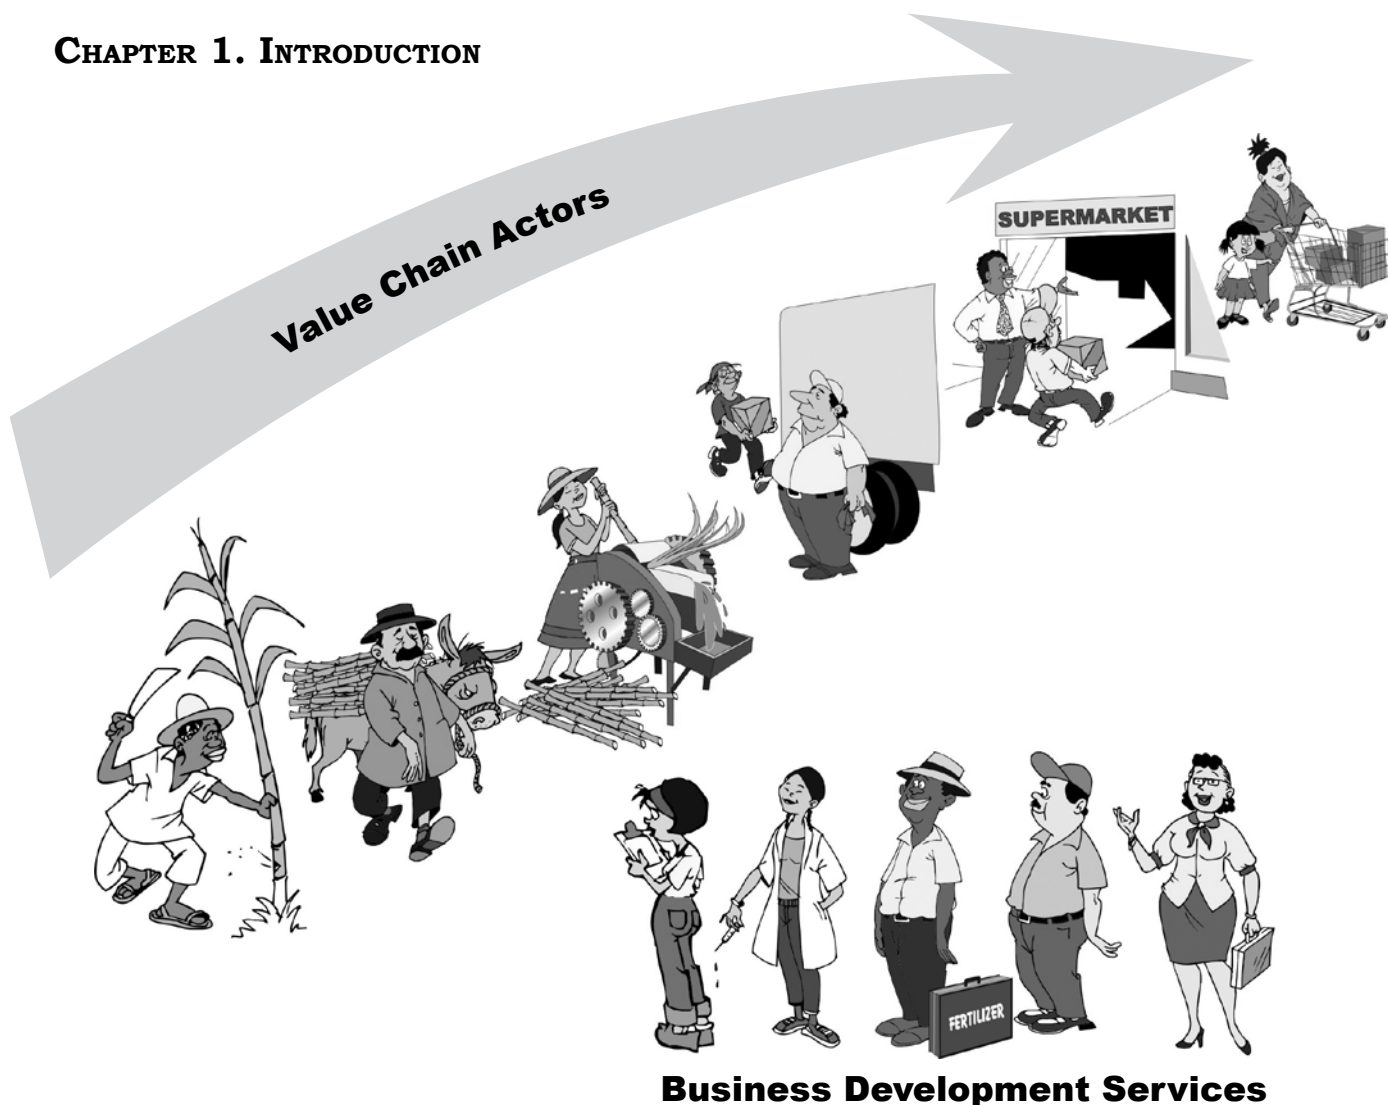 CHAPTER 1. INTRODUCTION
Value Chain Actors
SUPERMARKET
FERTILIZER
Business Development Services